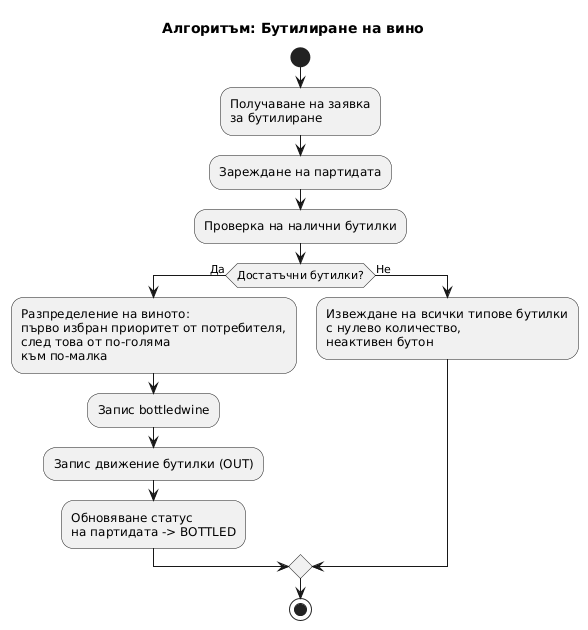 Алгоритъм: Бутилиране на вино
Получаване на заявка
за бутилиране
Зареждане на партидата
Проверка на налични бутилки
Да
Достатъчни бутилки?
Не
Разпределение на виното:
първо избран приоритет от потребителя,
след това от по-голяма
към по-малка
Извеждане на всички типове бутилки
с нулево количество,
неактивен бутон
Запис bottledwine
Запис движение бутилки (OUT)
Обновяване статус
на партидата -> BOTTLED